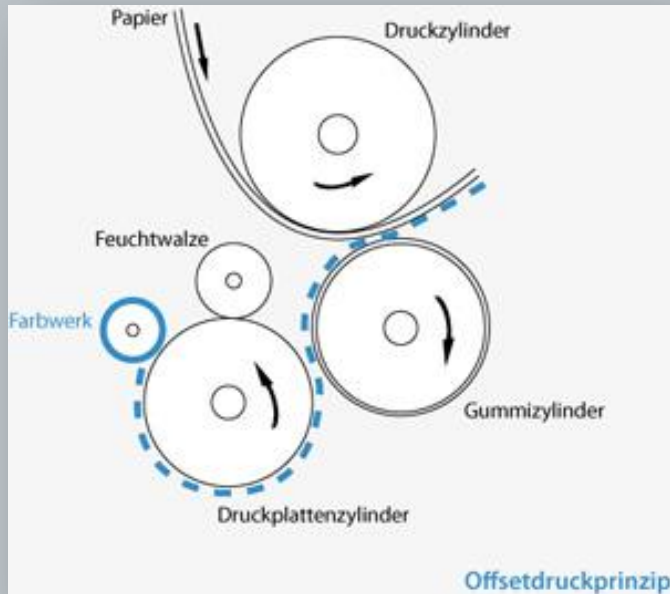 Papier
Druckzylinder
Feuchtwalze
Farbwerk
Gummizylinder
Druckplattenzylinder
Offsetdruckprinzip